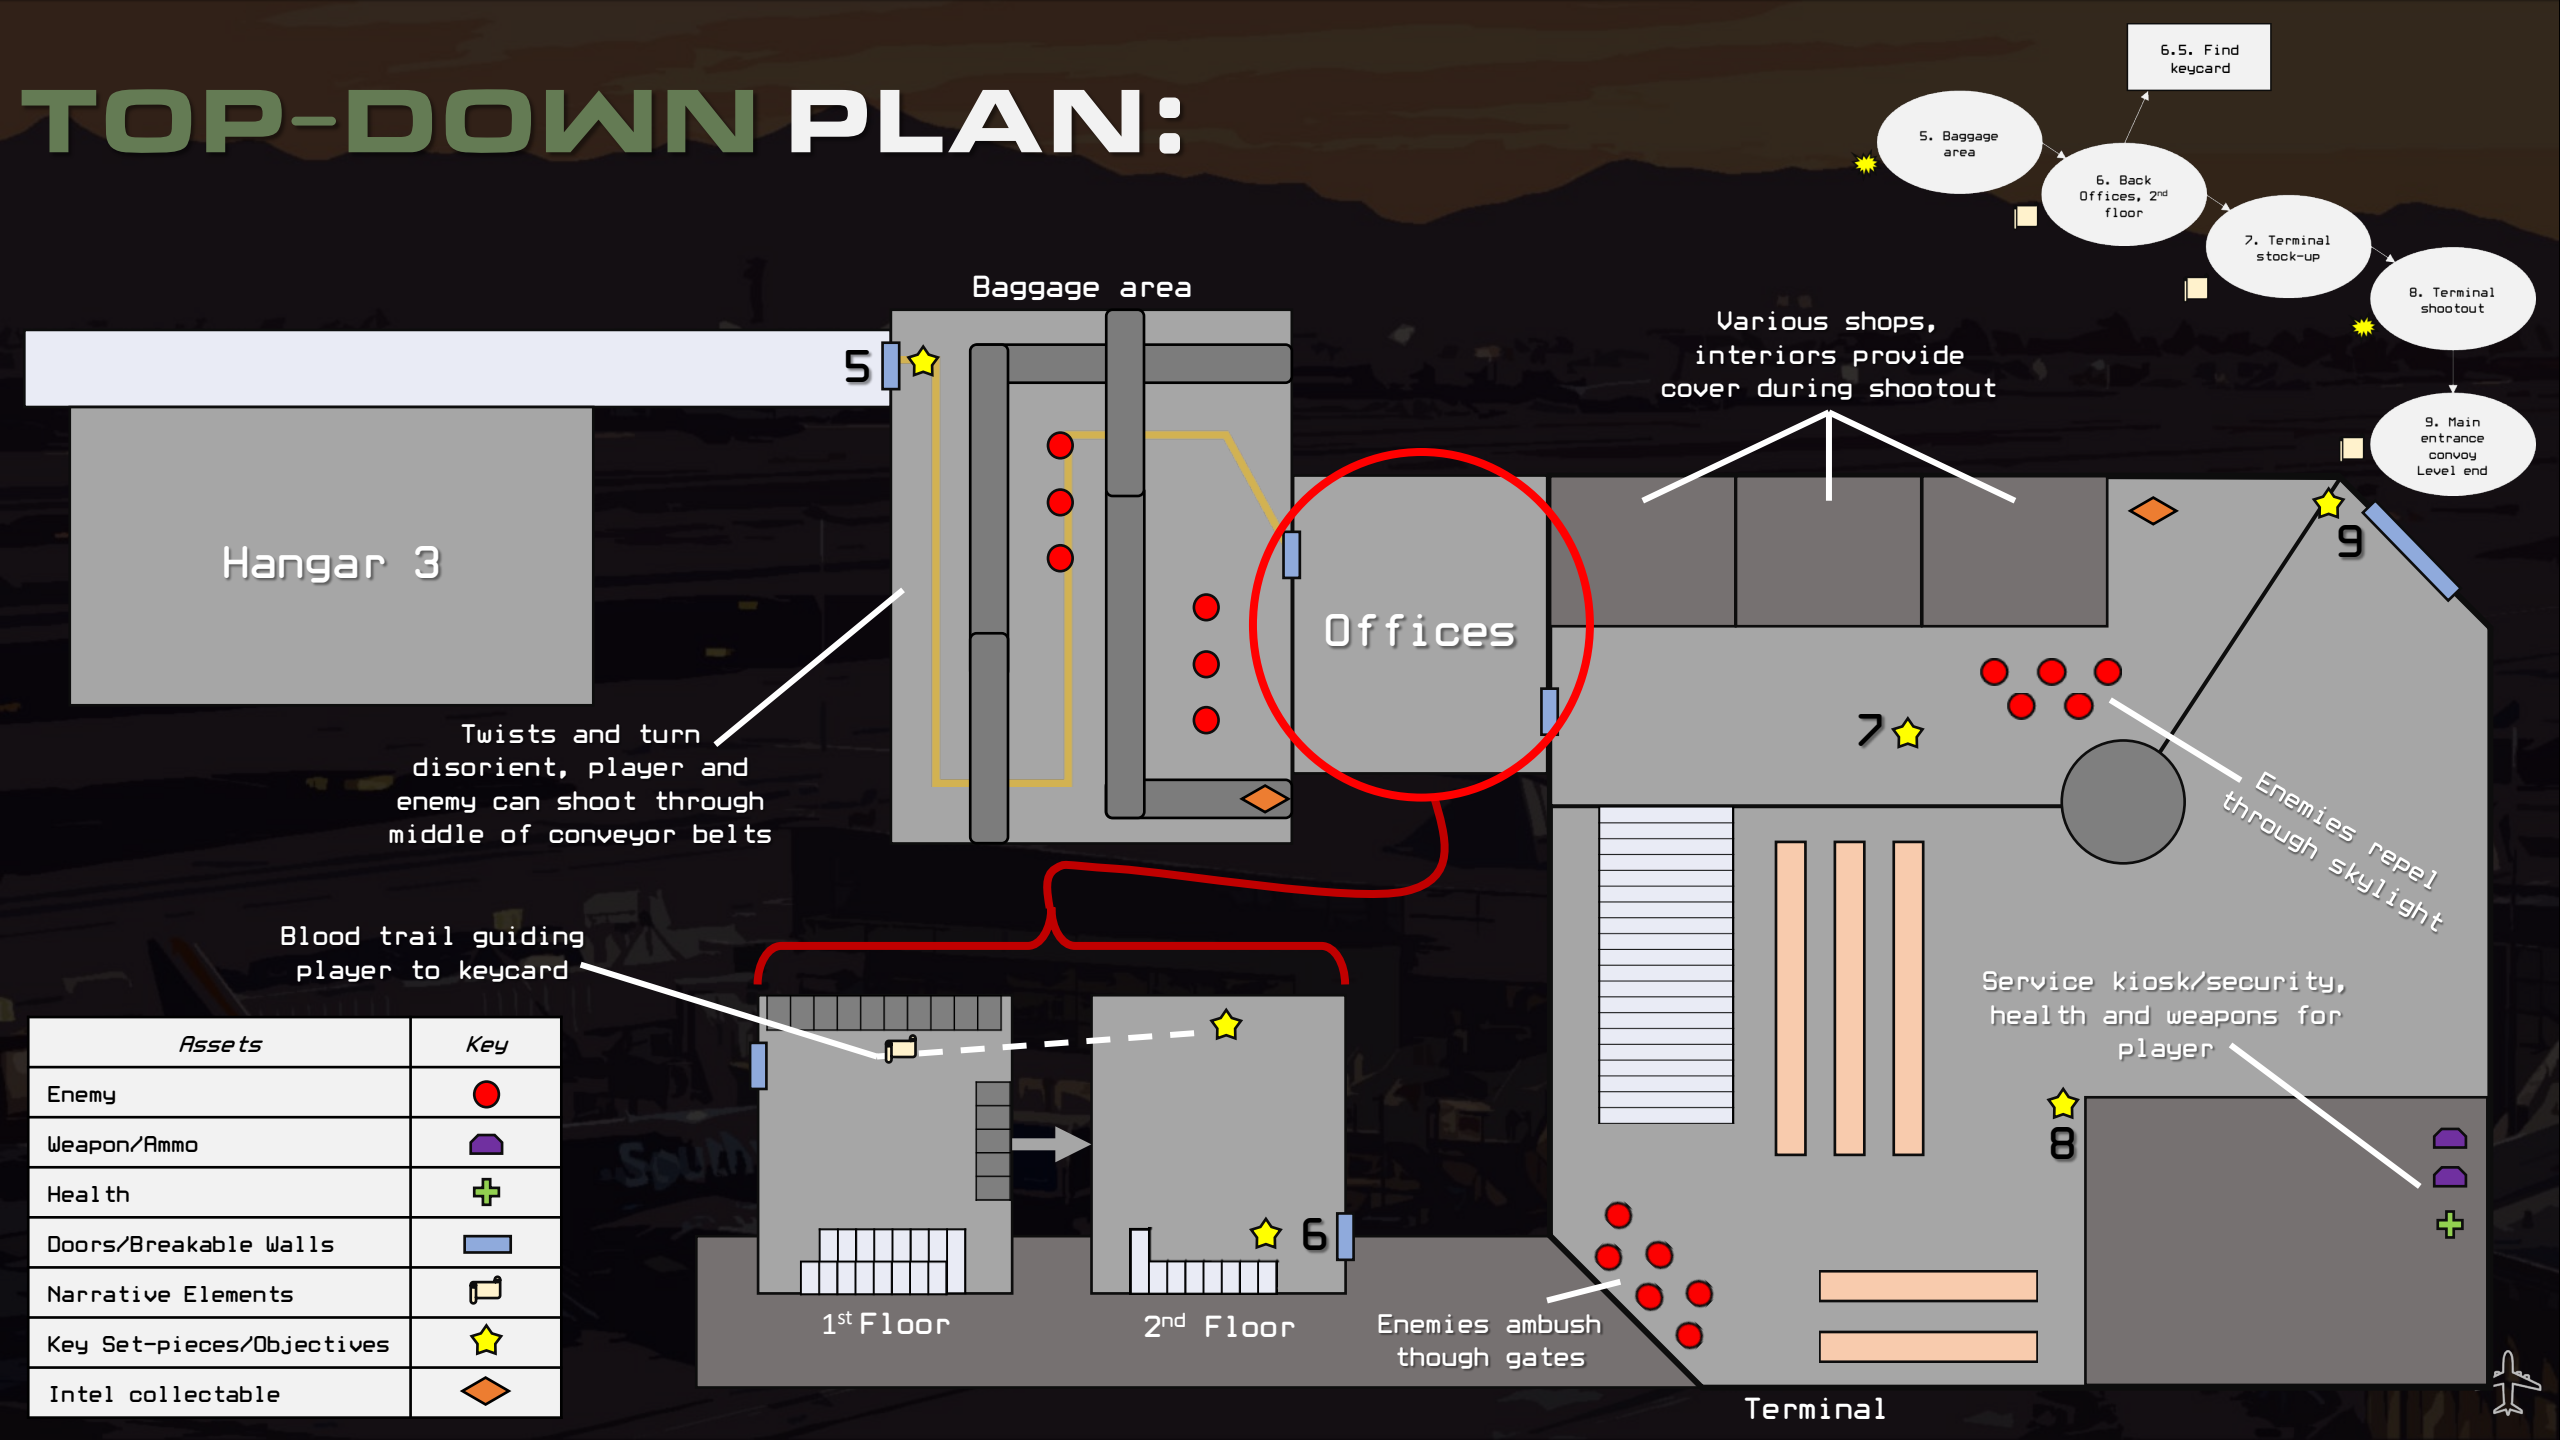 TOP-DOWN PLAN:
6.5. Find
keycard
5. Baggage
area
6. Back
Offices, 2nd
floor
7. Terminal
stock-up
8. Terminal
shootout
9. Main
entrance
convoy
Level end
Baggage area
5
Hangar 3
Twists and turn
disorient, player and
enemy can shoot through
middle of conveyor belts
Offices
Various shops,
interiors provide
cover during shootout
9
7
Enemies repel
through skylight
Service kiosk/security,
health and weapons for
player
8
Blood trail guiding
player to keycard
6
1st Floor
2nd Floor
Enemies ambush
though gates
Terminal
Assets Key
Enemy
Weapon/Ammo
Health
Doors/Breakable Walls
Narrative Elements
Key Set-pieces/Objectives
Intel collectable